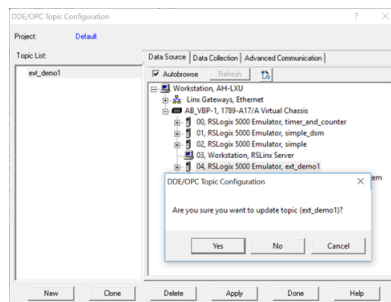 DDE/OPC Topic Configuration
Project: Default
Topic List:
ext_demo1
Data Source Data Collection Advanced Communication
Autobrowse Refresh
Workstation, AH-LXU
Linx Gateways, Ethernet
AB_VBP-1, 1789-A17/A Virtual Chassis
00, RSLogix 5000 Emulator, timer_and_counter
01, RSLogix 5000 Emulator, simple_dsm
02, RSLogix 5000 Emulator, simple
03, Workstation, RSLinx Server
04, RSLogix 5000 Emulator, ext_demo1
em
DDE/OPC Topic Configuration
Are you sure you want to update topic (ext_demo1)?
Yes No Cancel
New Clone Delete Apply Done Help